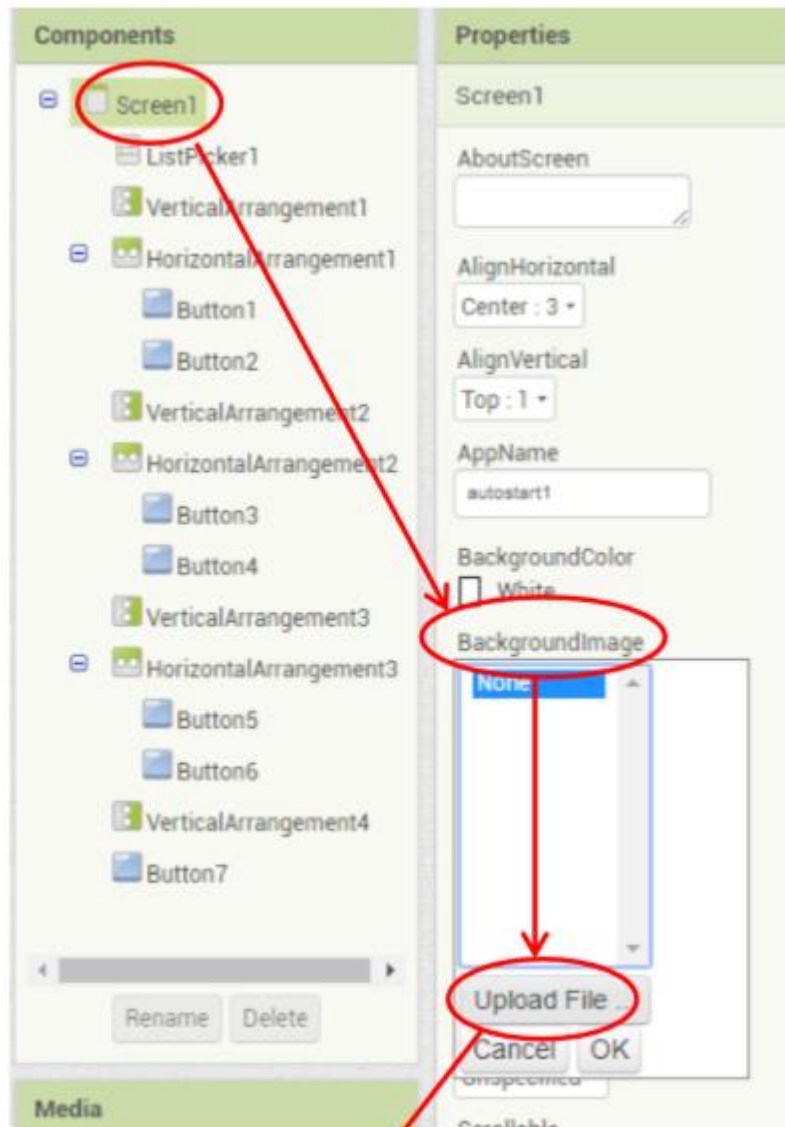 Components
Screen1
ListPicker1
VerticalArrangement1
HorizontalArrangement1
Button1
Button2
VerticalArrangement2
HorizontalArrangement2
Button3
Button4
VerticalArrangement3
HorizontalArrangement3
Button5
Button6
VerticalArrangement4
Button7
Rename Delete
Media
Properties
Screen1
AboutScreen
AlignHorizontal
Center : 3
AlignVertical
Top : 1
AppName
autostart1
BackgroundColor
White
BackgroundImage
None
Upload File ...
Cancel OK
Unspecified
Scrollable